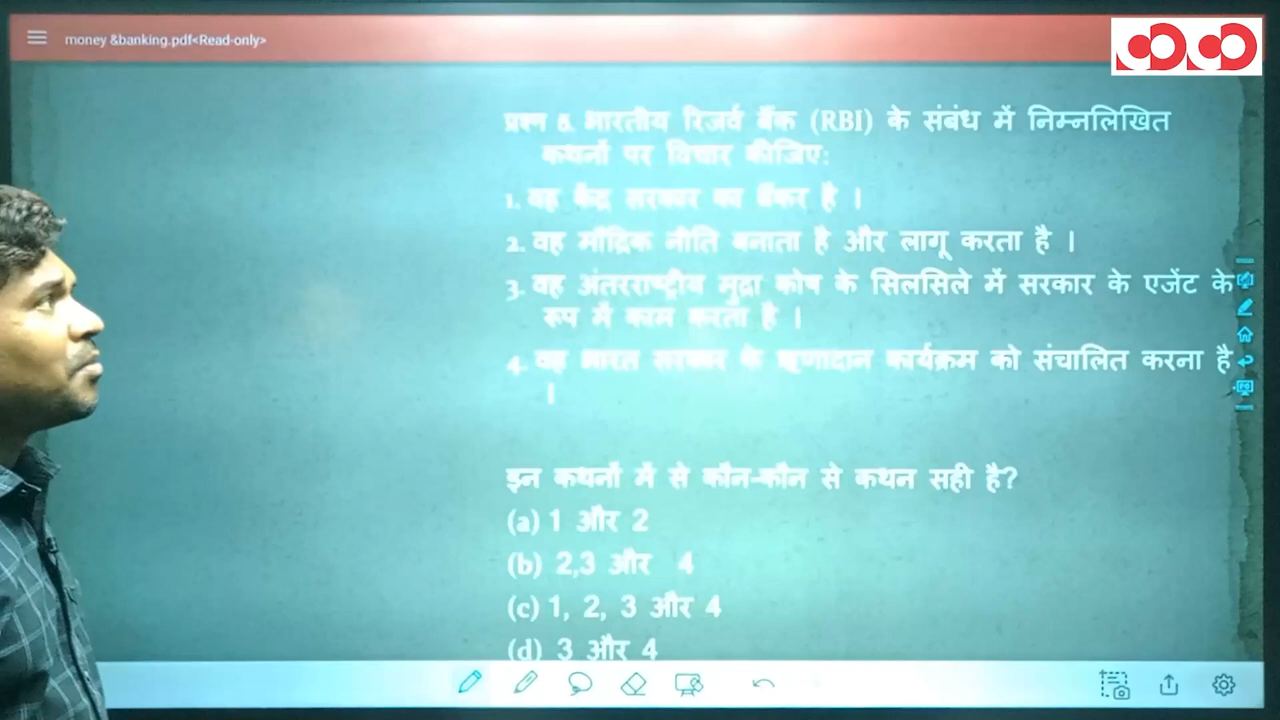 money &banking.pdf<Read-only>
प्रश्न 5. भारतीय रिजर्व बैंक (RBI) के संबंध में निम्नलिखित
कथनों पर विचार कीजिए:
1. वह केंद्र सरकार का बैंकर है ।
2. वह मौद्रिक नीति बनाता है और लागू करता है ।
3. वह अंतरराष्ट्रीय मुद्रा कोष के सिलसिले में सरकार के एजेंट के
रूप में काम करता है ।
4. वह भारत सरकार के ऋणादान कार्यक्रम को संचालित करना है
।
इन कथनों में से कौन-कौन से कथन सही है?
(a) 1 और 2
(b) 2,3 और 4
(c) 1, 2, 3 और 4
(d) 3 और 4